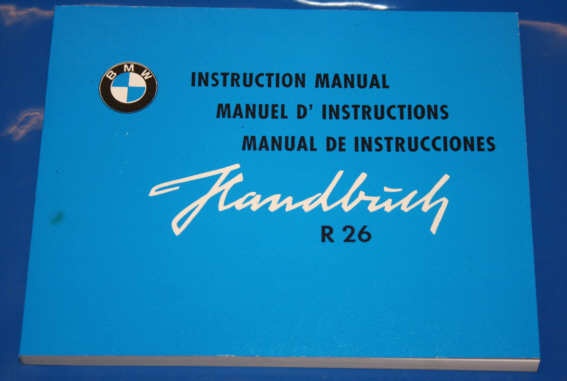 BMW
INSTRUCTION MANUAL
MANUEL D' INSTRUCTIONS
MANUAL DE INSTRUCCIONES
Handbuch
R 26